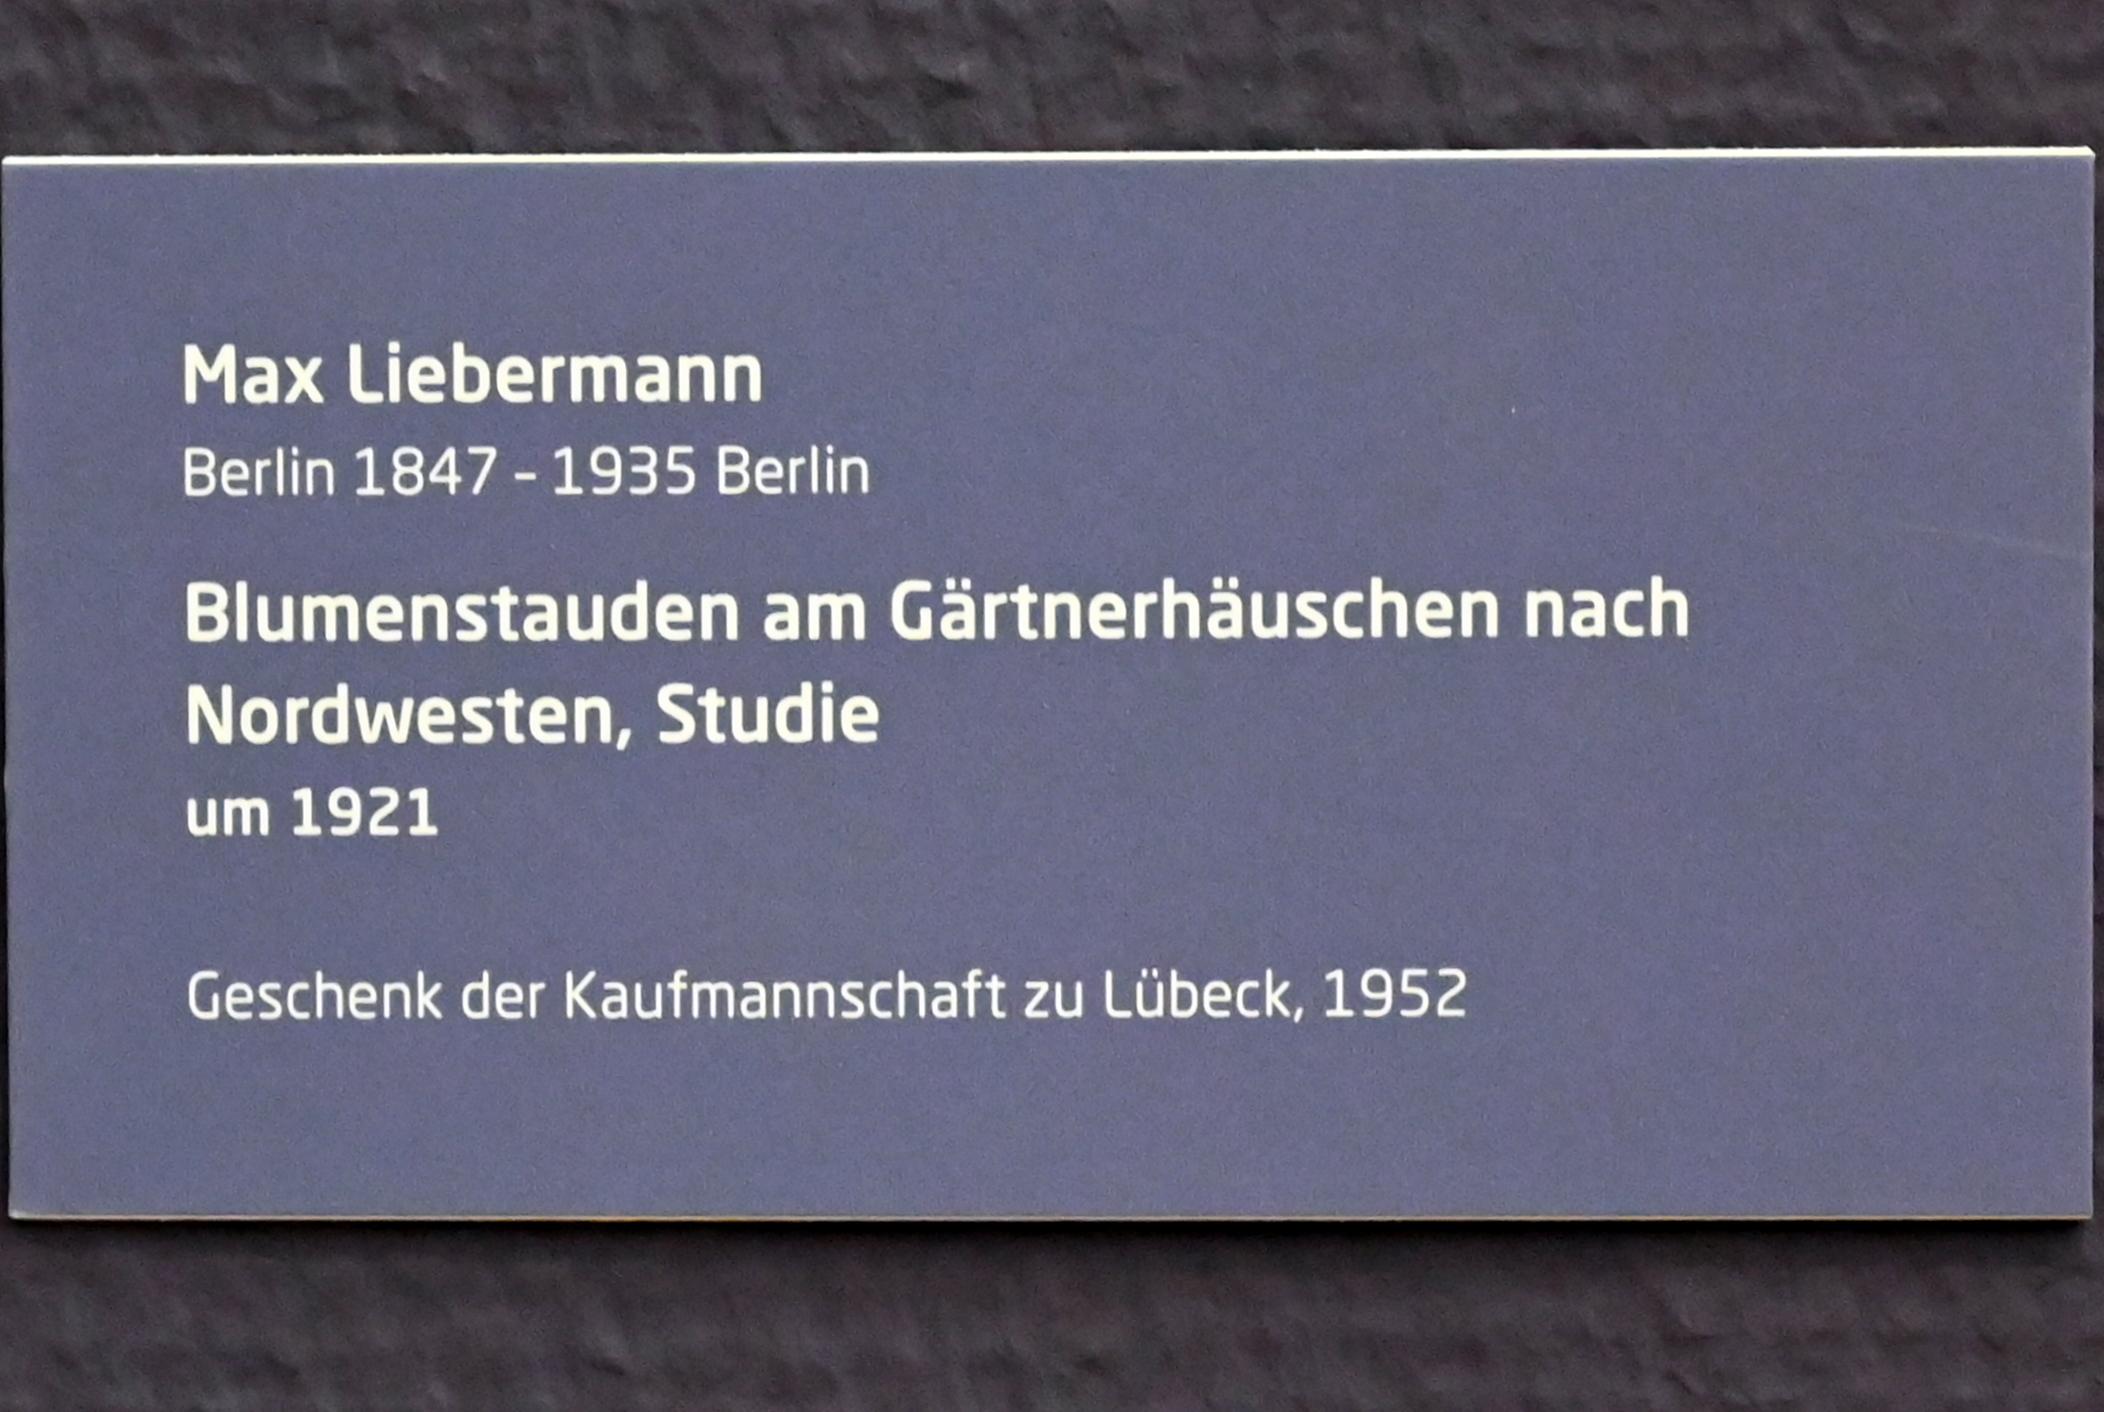 Max Liebermann
Berlin 1847 – 1935 Berlin
Blumenstauden am Gärtnerhäuschen nach
Nordwesten, Studie
um 1921
Geschenk der Kaufmannschaft zu Lübeck, 1952